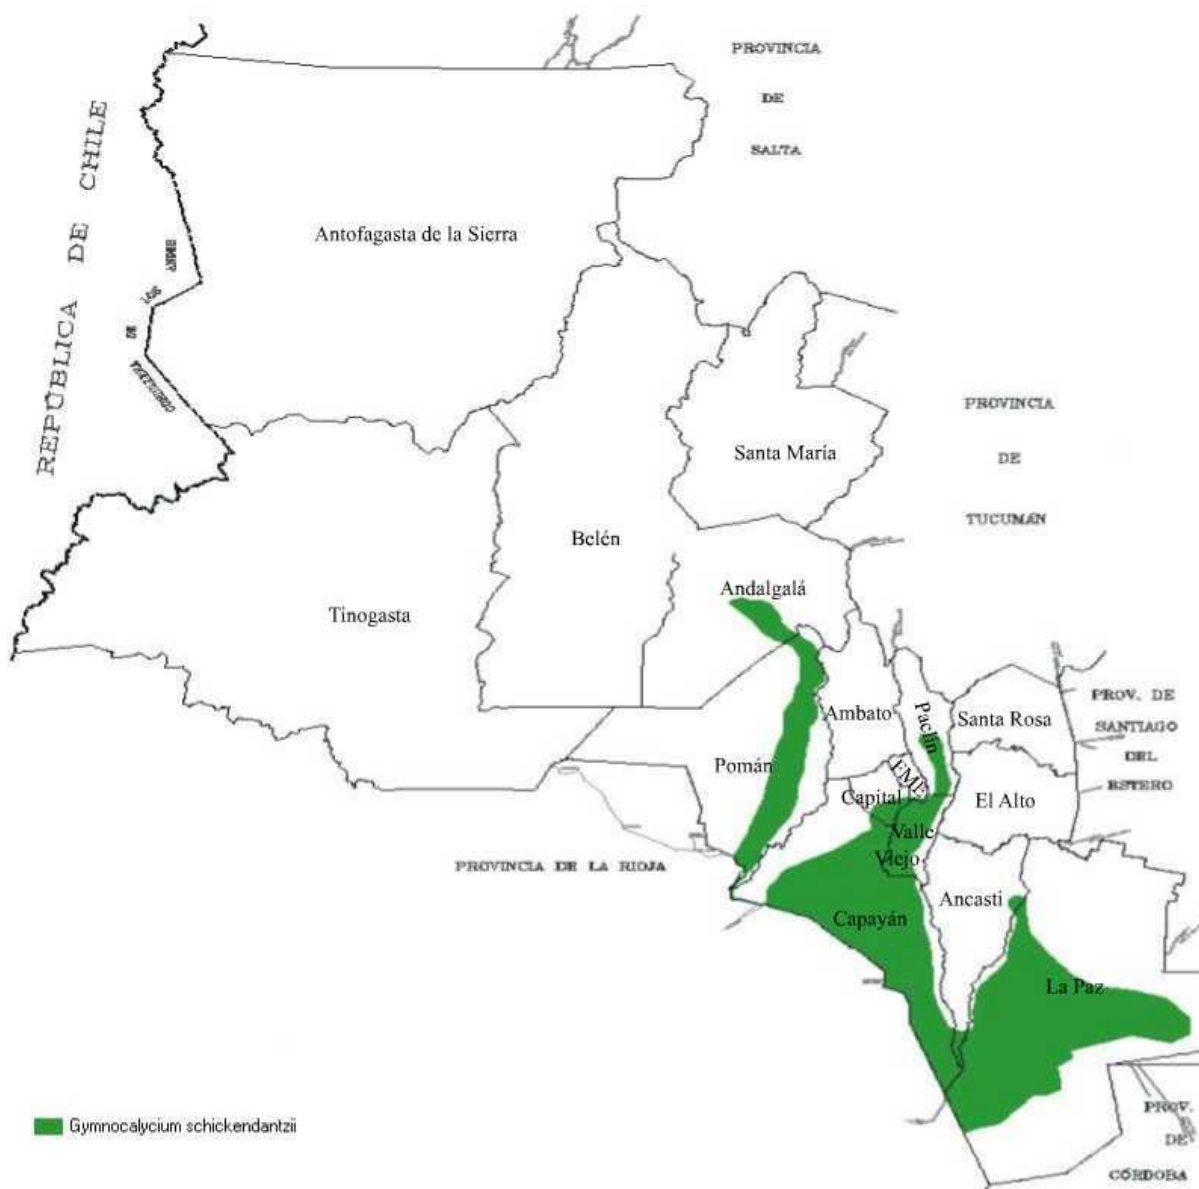 PROVINCIA
DE
SALTA
REPÚBLICA DE CHILE
Antofagasta de la Sierra
PROVINCIA
DE
TUCUMÁN
Santa María
Belén
Andalgalá
Tinogasta
PROV. DE
SANTIAGO
DEL
ESTERO
Ambato
Paclín
Santa Rosa
Pomán
FME
Capital
El Alto
Valle
Viejo
PROVINCIA DE LA RIOJA
Ancasti
Capayán
La Paz
Gymnocalycium schickendantzii
PROV.
DE
CÓRDOBA